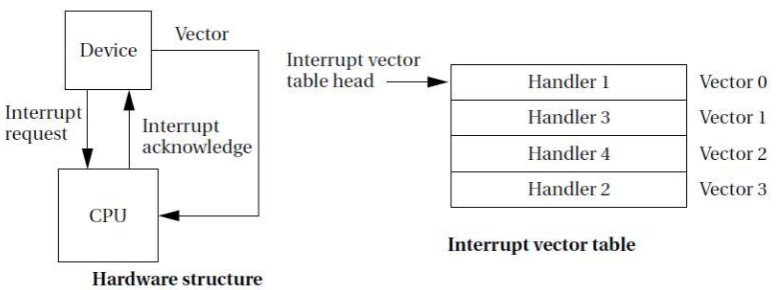 Device
Vector
Interrupt
request
Interrupt
acknowledge
CPU
Hardware structure
Interrupt vector
table head
Handler 1
Vector 0
Handler 3
Vector 1
Handler 4
Vector 2
Handler 2
Vector 3
Interrupt vector table